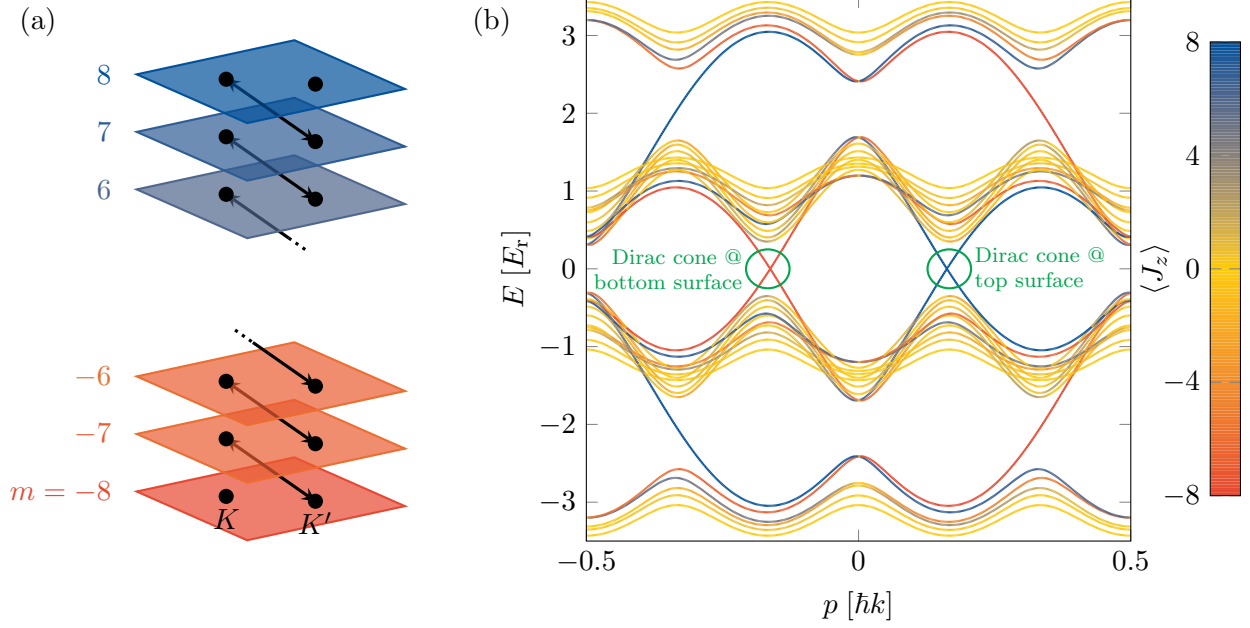 (a)
8
7
6
−6
−7
m = −8
K
K′
(b)
E [Eᵣ]
3
2
1
0
−1
−2
−3
Dirac cone @
bottom surface
Dirac cone @
top surface
−0.5
0
0.5
p [ℏk]
⟨J_z⟩
8
4
0
−4
−8